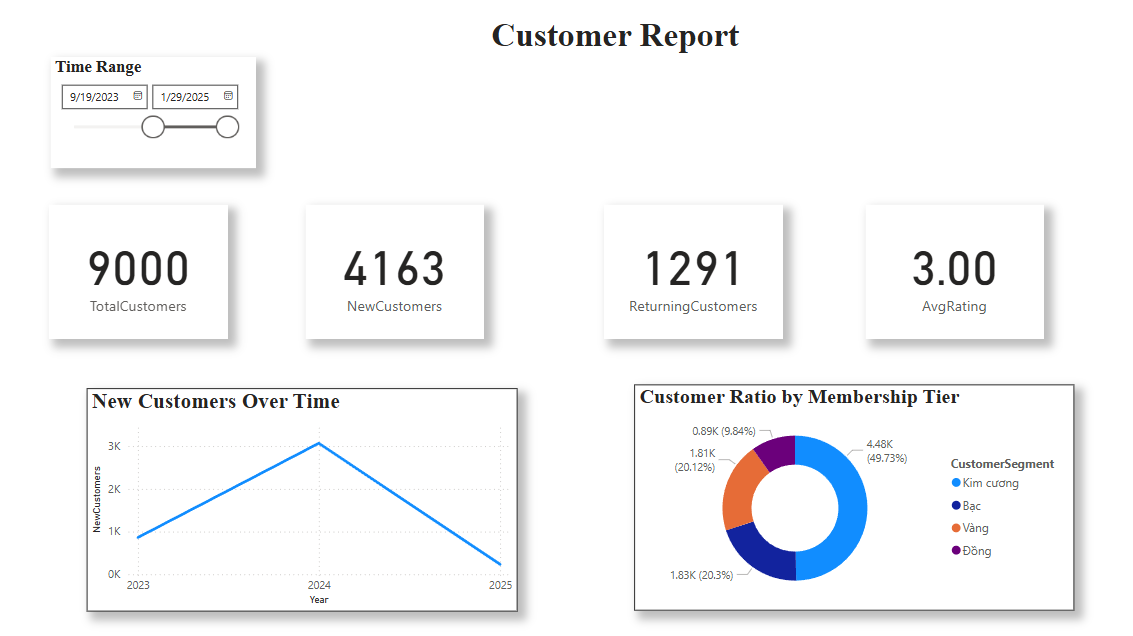 Customer Report
Time Range
9/19/2023
1/29/2025
9000
TotalCustomers
4163
NewCustomers
1291
ReturningCustomers
3.00
AvgRating
New Customers Over Time
3K
2K
1K
0K
NewCustomers
2023
2024
2025
Year
Customer Ratio by Membership Tier
0.89K (9.84%)
1.81K
(20.12%)
1.83K (20.3%)
4.48K
(49.73%)
CustomerSegment
Kim cương
Bạc
Vàng
Đồng